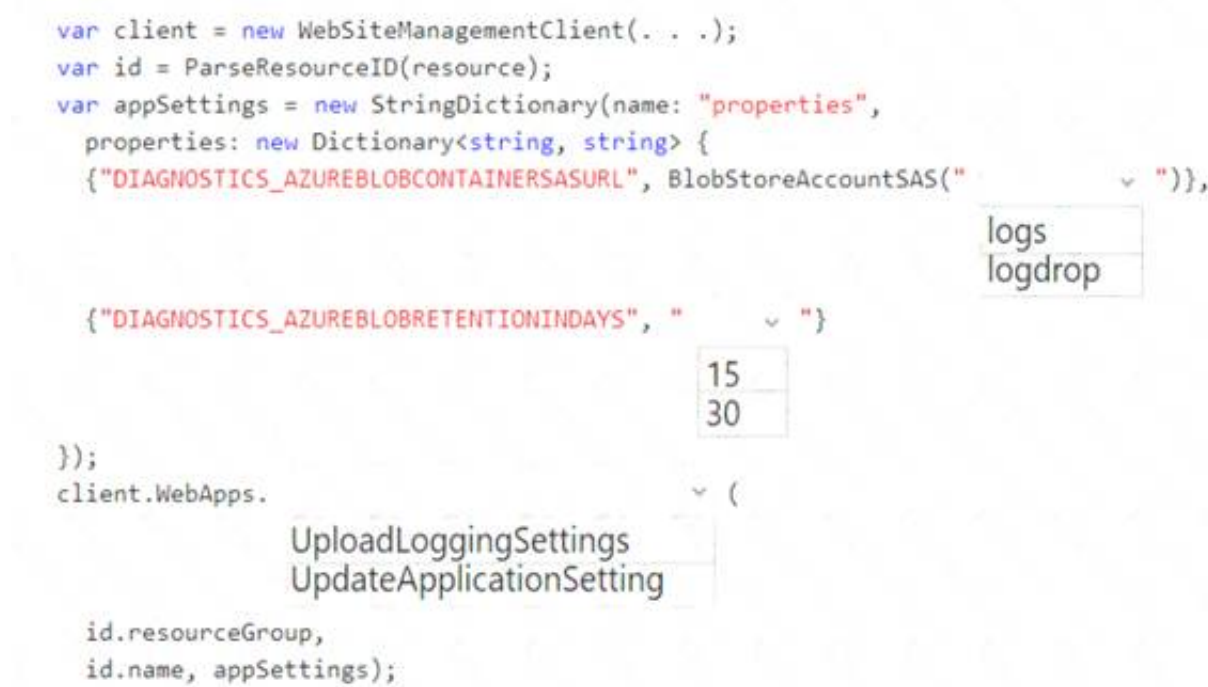 var client = new WebSiteManagementClient(. . .);
var id = ParseResourceID(resource);
var appSettings = new StringDictionary(name: "properties",
properties: new Dictionary<string, string> {
{"DIAGNOSTICS_AZUREBLOBCONTAINERSASURL", BlobStoreAccountSAS(" ")},
logs
logdrop
{"DIAGNOSTICS_AZUREBLOBRETENTIONINDAYS", " "}
15
30
});
client.WebApps. (
UploadLoggingSettings
UpdateApplicationSetting
id.resourceGroup,
id.name, appSettings);